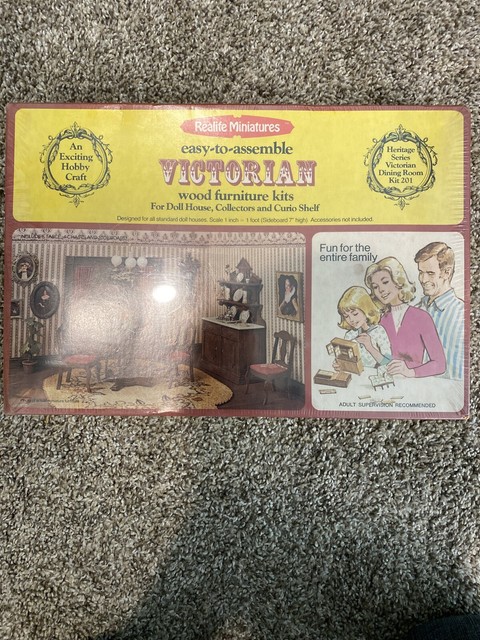 Realife Miniatures
easy-to-assemble
VICTORIAN
wood furniture kits
For Doll House, Collectors and Curio Shelf
Designed for all standard doll houses. Scale 1 inch = 1 foot (Sideboard 7" high). Accessories not included.
An
Exciting
Hobby
Craft
Heritage
Series
Victorian
Dining Room
Kit 201
Fun for the
entire family
ADULT SUPERVISION RECOMMENDED